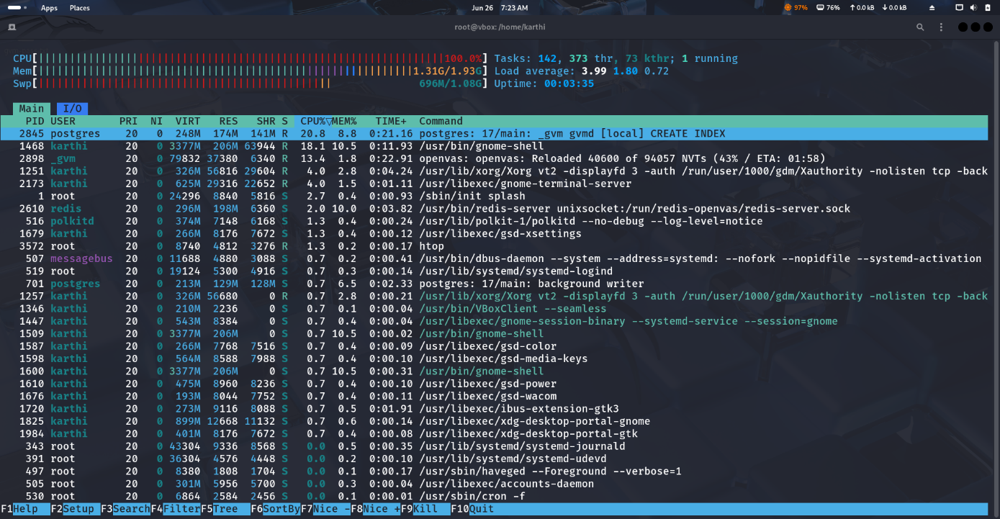 Apps Places Jun 26 7:23 AM 97% 76% 0.0 kB 0.0 kB
root@vbox: /home/karthi
CPU[||||||||||||||||||||||||||||||||||||||||||||||||||||||||||||||||||100.0%] Tasks: 142, 373 thr, 73 kthr; 1 running
Mem[|||||||||||||||||||||||||||||||||||||||||||||||||||||||||||||1.31G/1.93G] Load average: 3.99 1.80 0.72
Swp[|||||||||||||||||||||||||||||||||||||||||||||||| 696M/1.08G] Uptime: 00:03:35
Main I/O
PID USER PRI NI VIRT RES SHR S CPU%▽MEM% TIME+ Command
2845 postgres 20 0 248M 174M 141M R 20.8 8.8 0:21.16 postgres: 17/main: _gvm gvmd [local] CREATE INDEX
1468 karthi 20 0 3377M 206M 63944 R 18.1 10.5 0:11.93 /usr/bin/gnome-shell
2898 _gvm 20 0 79832 37380 6340 R 13.4 1.8 0:22.91 openvas: openvas: Reloaded 40600 of 94057 NVTs (43% / ETA: 01:58)
1251 karthi 20 0 326M 56816 29604 R 4.0 2.8 0:04.24 /usr/lib/xorg/Xorg vt2 -displayfd 3 -auth /run/user/1000/gdm/Xauthority -nolisten tcp -back
2173 karthi 20 0 625M 29316 22652 R 4.0 1.5 0:01.11 /usr/libexec/gnome-terminal-server
1 root 20 0 24296 8840 5816 S 2.7 0.4 0:00.93 /sbin/init splash
2610 redis 20 0 296M 198M 6360 S 2.0 10.0 0:03.82 /usr/bin/redis-server unixsocket:/run/redis-openvas/redis-server.sock
516 polkitd 20 0 374M 7148 6168 S 1.3 0.4 0:00.24 /usr/lib/polkit-1/polkitd --no-debug --log-level=notice
1679 karthi 20 0 266M 8176 7672 S 1.3 0.4 0:00.12 /usr/libexec/gsd-xsettings
3572 root 20 0 8740 4812 3276 R 1.3 0.2 0:00.17 htop
507 messagebus 20 0 11688 4880 3088 S 0.7 0.2 0:00.41 /usr/bin/dbus-daemon --system --address=systemd: --nofork --nopidfile --systemd-activation
519 root 20 0 19124 5300 4916 S 0.7 0.3 0:00.14 /usr/lib/systemd/systemd-logind
701 postgres 20 0 213M 129M 128M S 0.7 6.5 0:02.33 postgres: 17/main: background writer
1257 karthi 20 0 326M 56680 0 R 0.7 2.8 0:00.21 /usr/lib/xorg/Xorg vt2 -displayfd 3 -auth /run/user/1000/gdm/Xauthority -nolisten tcp -back
1346 karthi 20 0 210M 2236 0 S 0.7 0.1 0:00.04 /usr/bin/VBoxClient --seamless
1447 karthi 20 0 543M 8384 0 S 0.7 0.4 0:00.04 /usr/libexec/gnome-session-binary --systemd-service --session=gnome
1509 karthi 20 0 3377M 206M 0 S 0.7 10.5 0:00.02 /usr/bin/gnome-shell
1587 karthi 20 0 266M 7768 7516 S 0.7 0.4 0:00.09 /usr/libexec/gsd-color
1598 karthi 20 0 564M 8588 7988 S 0.7 0.4 0:00.10 /usr/libexec/gsd-media-keys
1600 karthi 20 0 3377M 206M 0 S 0.7 10.5 0:00.31 /usr/bin/gnome-shell
1610 karthi 20 0 475M 8960 8236 S 0.7 0.4 0:00.10 /usr/libexec/gsd-power
1676 karthi 20 0 193M 8044 7752 S 0.7 0.4 0:00.11 /usr/libexec/gsd-wacom
1720 karthi 20 0 273M 9116 8088 S 0.7 0.5 0:01.91 /usr/libexec/ibus-extension-gtk3
1825 karthi 20 0 899M 12668 11132 S 0.7 0.6 0:00.14 /usr/libexec/xdg-desktop-portal-gnome
1984 karthi 20 0 401M 8176 7672 S 0.7 0.4 0:00.08 /usr/libexec/xdg-desktop-portal-gtk
343 root 20 0 43304 9336 8568 S 0.0 0.5 0:00.35 /usr/lib/systemd/systemd-journald
391 root 20 0 36304 4576 4448 S 0.0 0.2 0:00.10 /usr/lib/systemd/systemd-udevd
497 root 20 0 8380 1808 1704 S 0.0 0.1 0:00.17 /usr/sbin/haveged --Foreground --verbose=1
505 root 20 0 301M 5956 5700 S 0.0 0.3 0:00.04 /usr/libexec/accounts-daemon
530 root 20 0 6864 2584 2456 S 0.0 0.1 0:00.01 /usr/sbin/cron -f
F1Help F2Setup F3SearchF4FilterF5Tree F6SortByF7Nice -F8Nice +F9Kill F10Quit